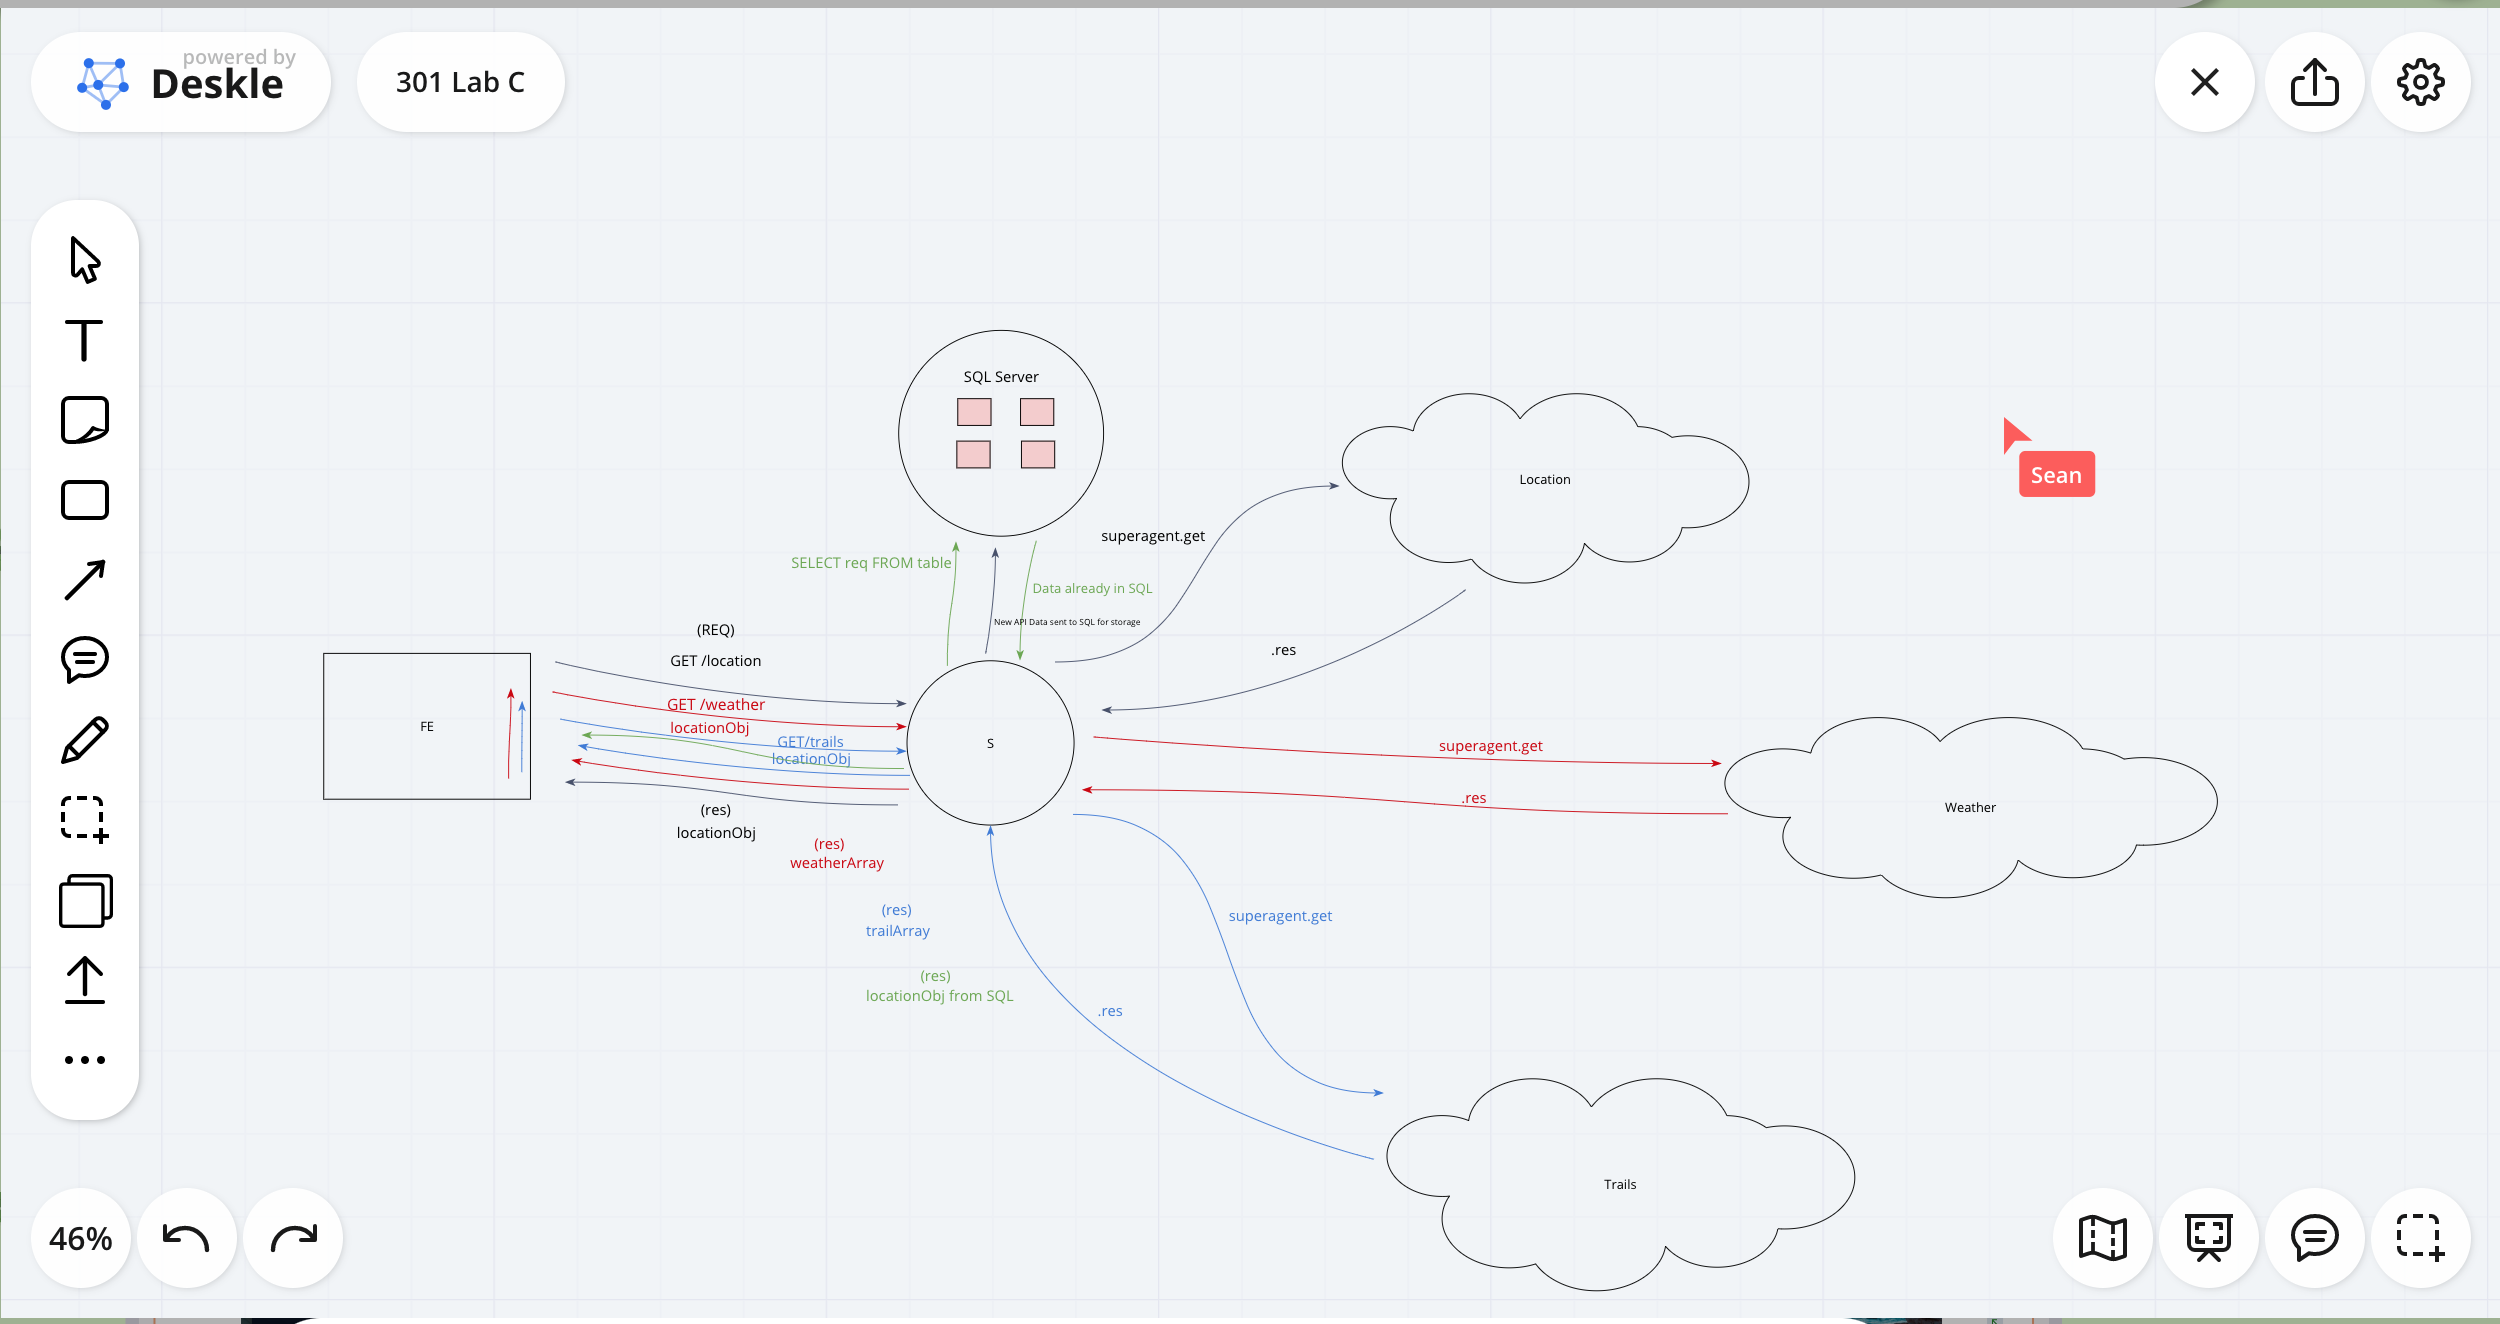 powered by
Deskle
301 Lab C
SQL Server
Location
Sean
superagent.get
SELECT req FROM table
Data already in SQL
New API Data sent to SQL for storage
(REQ)
GET /location
.res
GET /weather
locationObj
FE
GET/trails
locationObj
S
superagent.get
.res
Weather
(res)
locationObj
(res)
weatherArray
(res)
trailArray
superagent.get
(res)
locationObj from SQL
.res
Trails
46%